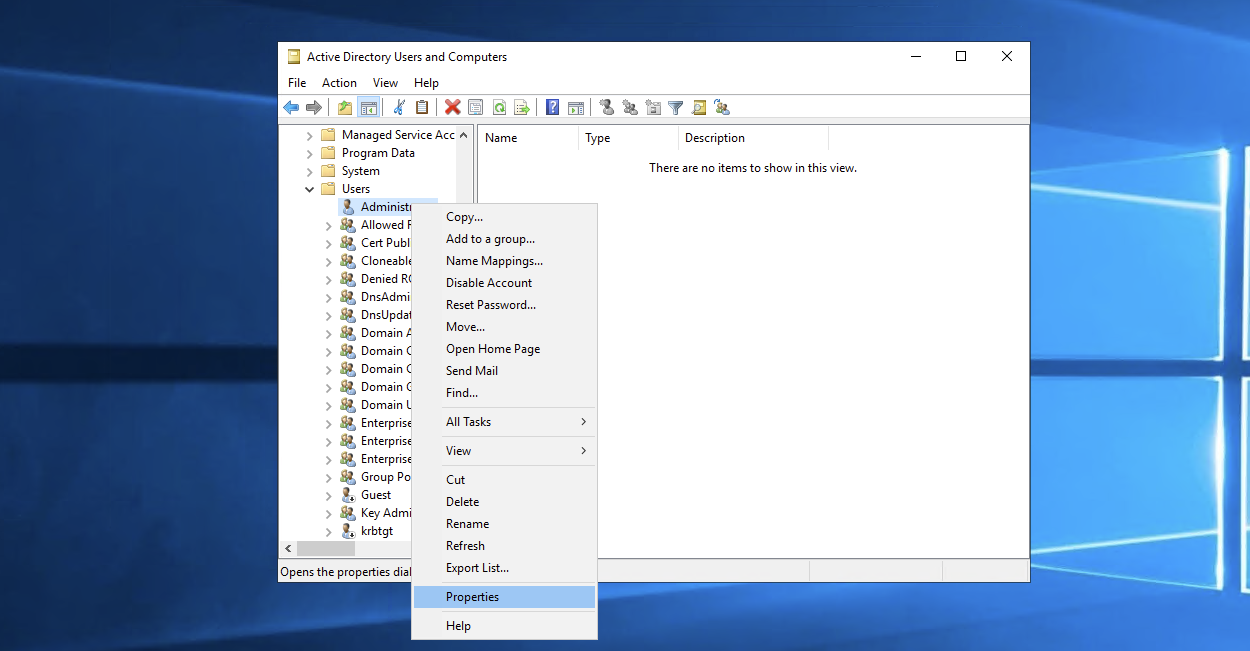 Active Directory Users and Computers
File Action View Help
Managed Service Acc
Program Data
System
Users
Administr
Allowed
Cert Publ
Cloneable
Denied
DnsAdmi
DnsUpdat
Domain
Domain
Domain
Domain
Domain
Enterprise
Enterprise
Enterprise
Group Po
Guest
Key Admi
krbtgt
Name Type Description
There are no items to show in this view.
Copy...
Add to a group...
Name Mappings...
Disable Account
Reset Password...
Move...
Open Home Page
Send Mail
Find...
All Tasks
View
Cut
Delete
Rename
Refresh
Export List...
Properties
Help
Opens the properties dial